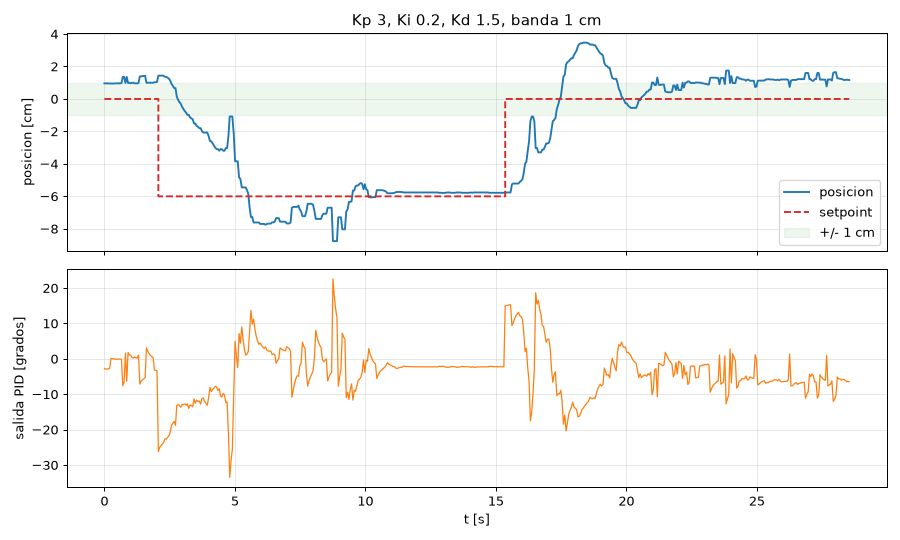 Kp 3, Ki 0.2, Kd 1.5, banda 1 cm
4
2
0
−2
−4
−6
−8
posicion [cm]
posicion
setpoint
+/- 1 cm
20
10
0
−10
−20
−30
salida PID [grados]
0 5 10 15 20 25
t [s]